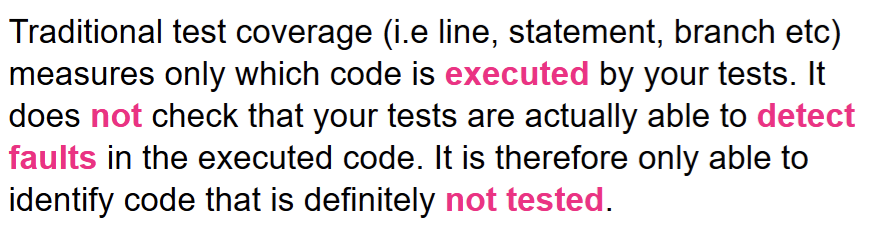 Traditional test coverage (i.e line, statement, branch etc)
measures only which code is executed by your tests. It
does not check that your tests are actually able to detect
faults in the executed code. It is therefore only able to
identify code that is definitely not tested.